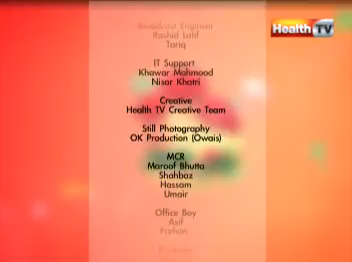 Health TV
Broadcast Engineer
Rashid Latif
Tariq
IT Support
Khawar Mahmood
Nisar Khatri
Creative
Health TV Creative Team
Still Photography
OK Production (Owais)
MCR
Maroof Bhutta
Shahbaz
Hassam
Umair
Office Boy
Asif
Farhan